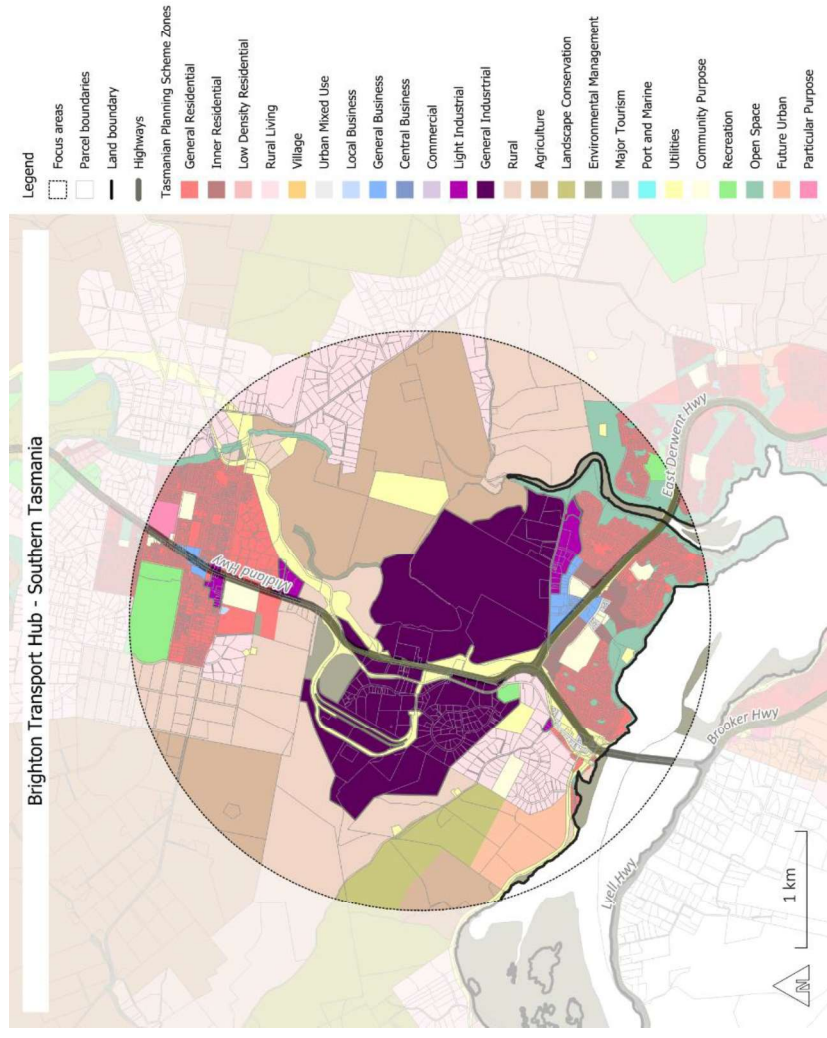 Brighton Transport Hub - Southern Tasmania
Midland Hwy
East Derwent Hwy
Brooker Hwy
Lyell Hwy
N
1 km
Legend
Focus areas
Parcel boundaries
Land boundary
Highways
Tasmanian Planning Scheme Zones
General Residential
Inner Residential
Low Density Residential
Rural Living
Village
Urban Mixed Use
Local Business
General Business
Central Business
Commercial
Light Industrial
General Indusrtrial
Rural
Agriculture
Landscape Conservation
Environmental Management
Major Tourism
Port and Marine
Utilities
Community Purpose
Recreation
Open Space
Future Urban
Particular Purpose